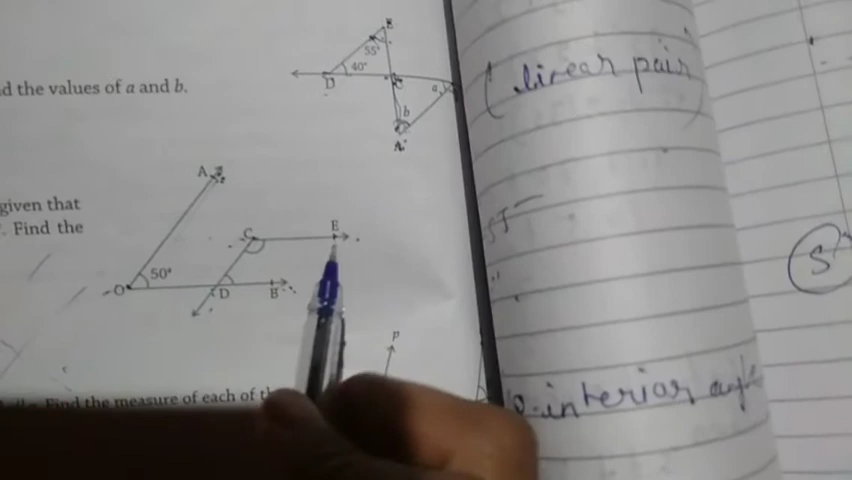 E
55°
40°
D
C
a
b
A
d the values of a and b.
(linear pair)
given that
. Find the
A
C
E
50°
O
D
B
P
S
Find the measure of each of
interior angle